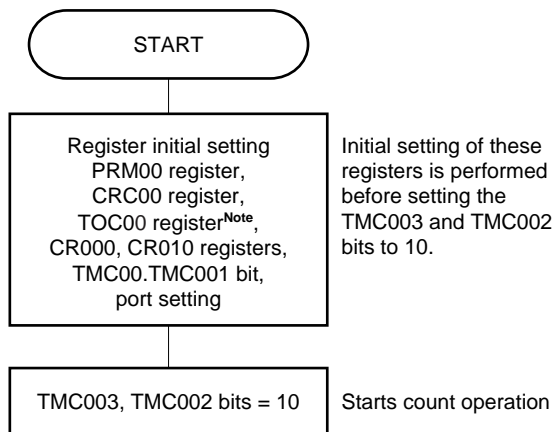 START
Register initial setting
PRM00 register,
CRC00 register,
TOC00 registerNote,
CR000, CR010 registers,
TMC00.TMC001 bit,
port setting
Initial setting of these
registers is performed
before setting the
TMC003 and TMC002
bits to 10.
TMC003, TMC002 bits = 10
Starts count operation